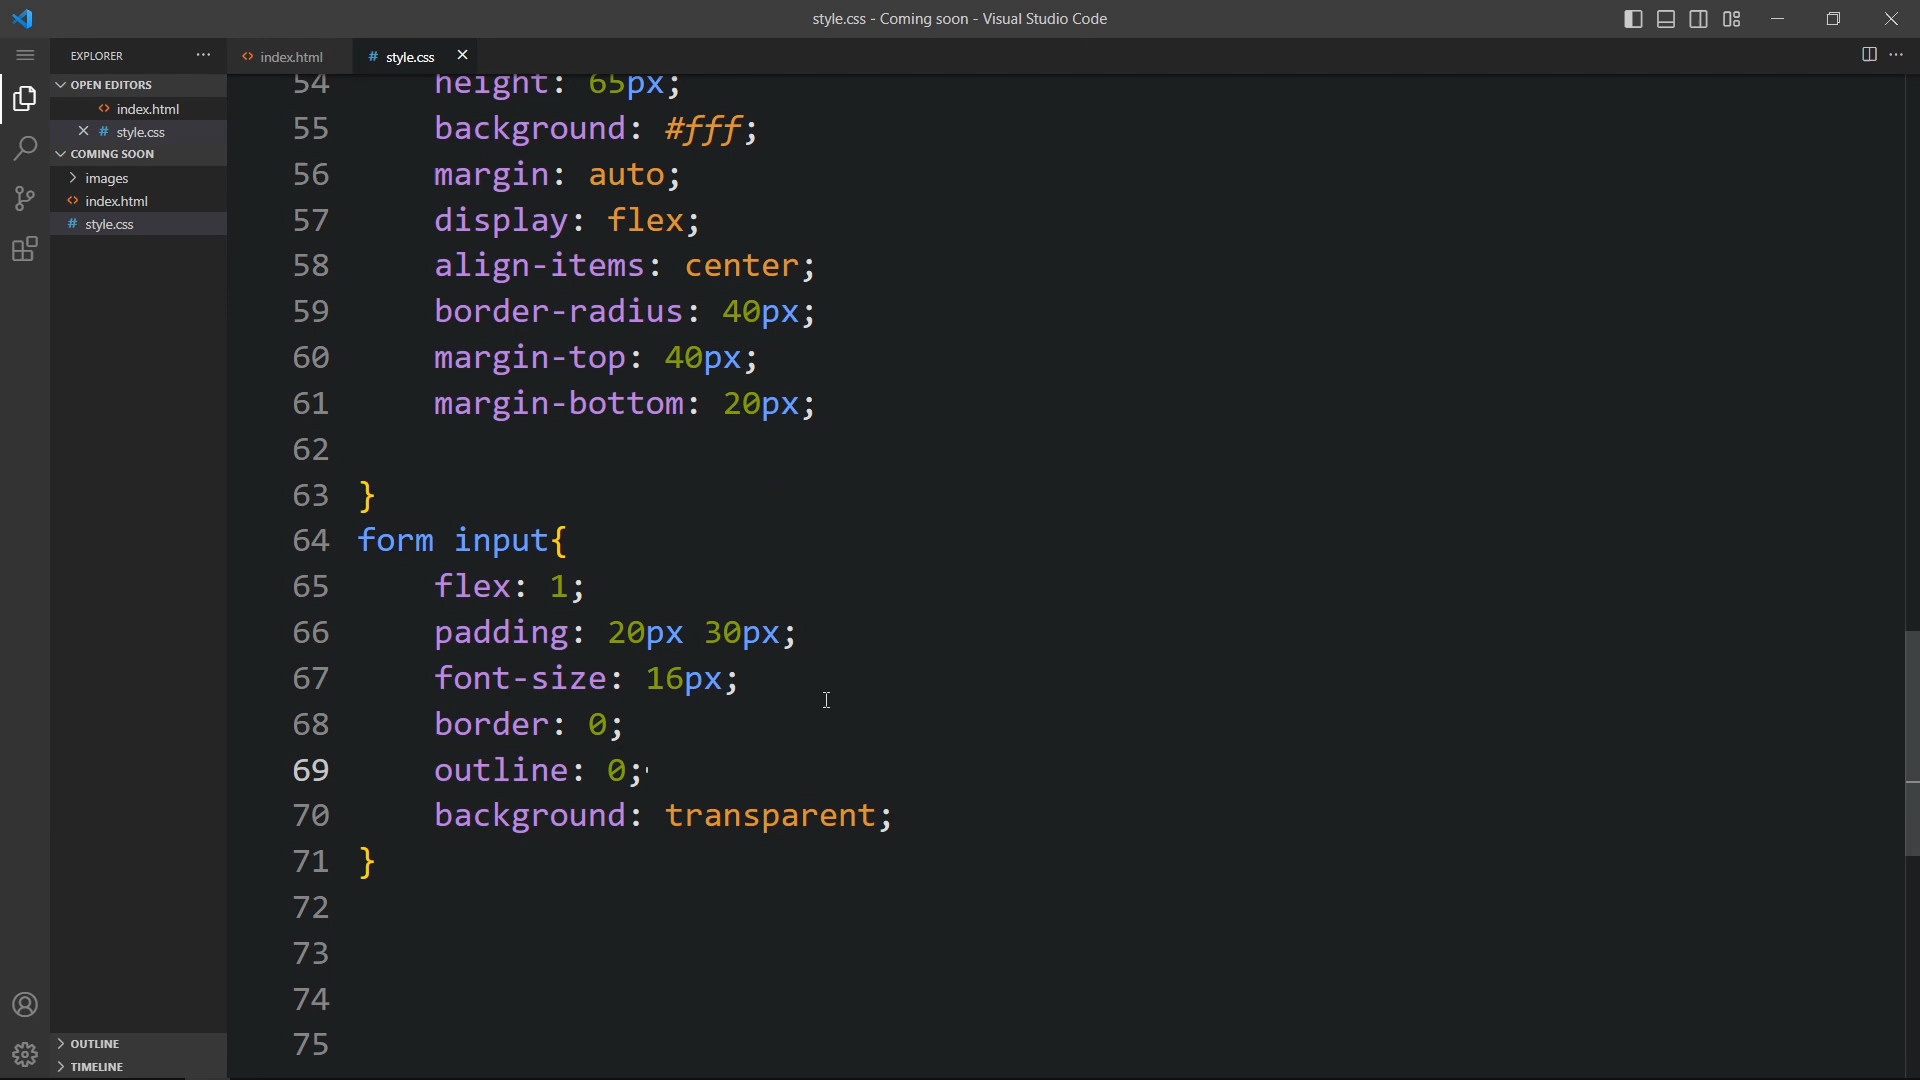 style.css - Coming soon - Visual Studio Code
EXPLORER
index.html
# style.css
OPEN EDITORS
index.html
# style.css
COMING SOON
images
index.html
# style.css
54 height: 65px;
55 background: #fff;
56 margin: auto;
57 display: flex;
58 align-items: center;
59 border-radius: 40px;
60 margin-top: 40px;
61 margin-bottom: 20px;
62
63 }
64 form input{
65 flex: 1;
66 padding: 20px 30px;
67 font-size: 16px;
68 border: 0;
69 outline: 0;
70 background: transparent;
71 }
72
73
74
75
OUTLINE
TIMELINE